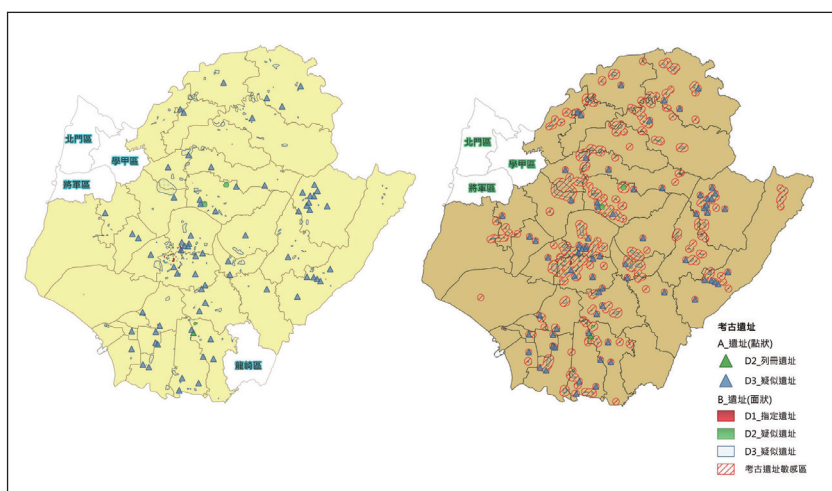 北門區
學甲區
將軍區
龍崎區
北門區
學甲區
將軍區
考古遺址
A_遺址(點狀)
D2_列冊遺址
D3_疑似遺址
B_遺址(面狀)
D1_指定遺址
D2_疑似遺址
D3_疑似遺址
考古遺址敏感區